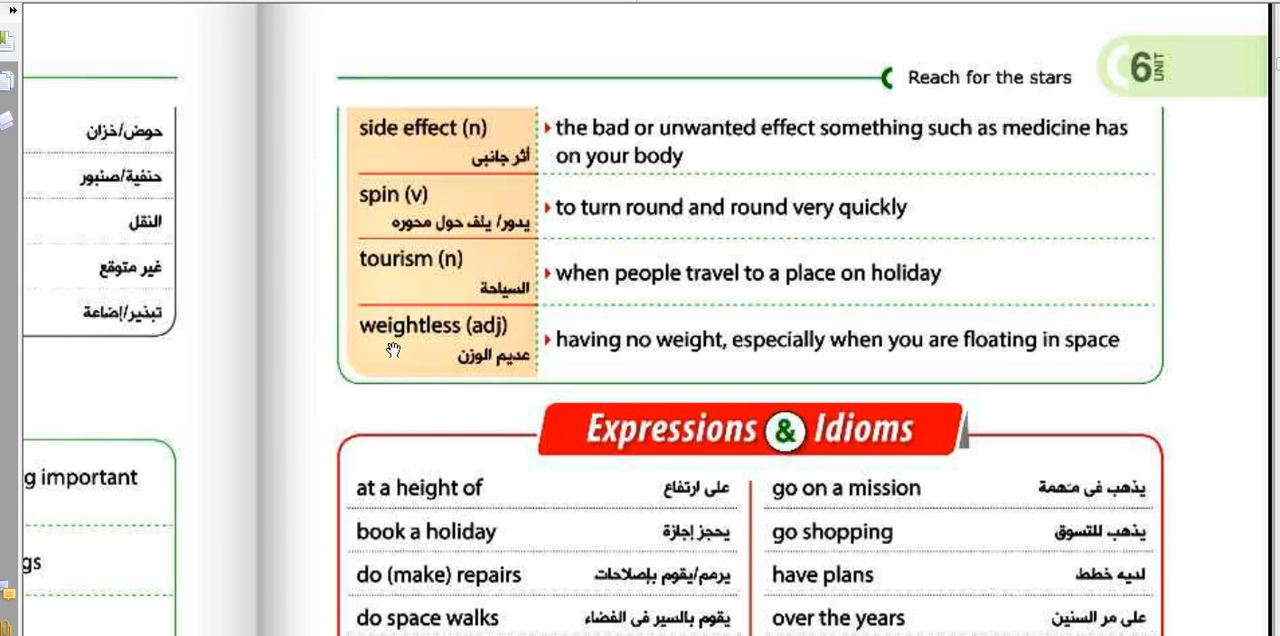 حوض/خزان
حنفية/صنبور
النقل
غير متوقع
تبذير/إضاعة
g important
gs
Reach for the stars
6
UNIT
side effect (n)
أثر جانبى
the bad or unwanted effect something such as medicine has
on your body
spin (v)
يدور/ يلف حول محوره
to turn round and round very quickly
tourism (n)
السياحة
when people travel to a place on holiday
weightless (adj)
عديم الوزن
having no weight, especially when you are floating in space
Expressions & Idioms
at a height of على ارتفاع
go on a mission يذهب فى مهمة
book a holiday يحجز إجازة
go shopping يذهب للتسوق
do (make) repairs يرمم/يقوم بإصلاحات
have plans لديه خطط
do space walks يقوم بالسير فى الفضاء
over the years على مر السنين